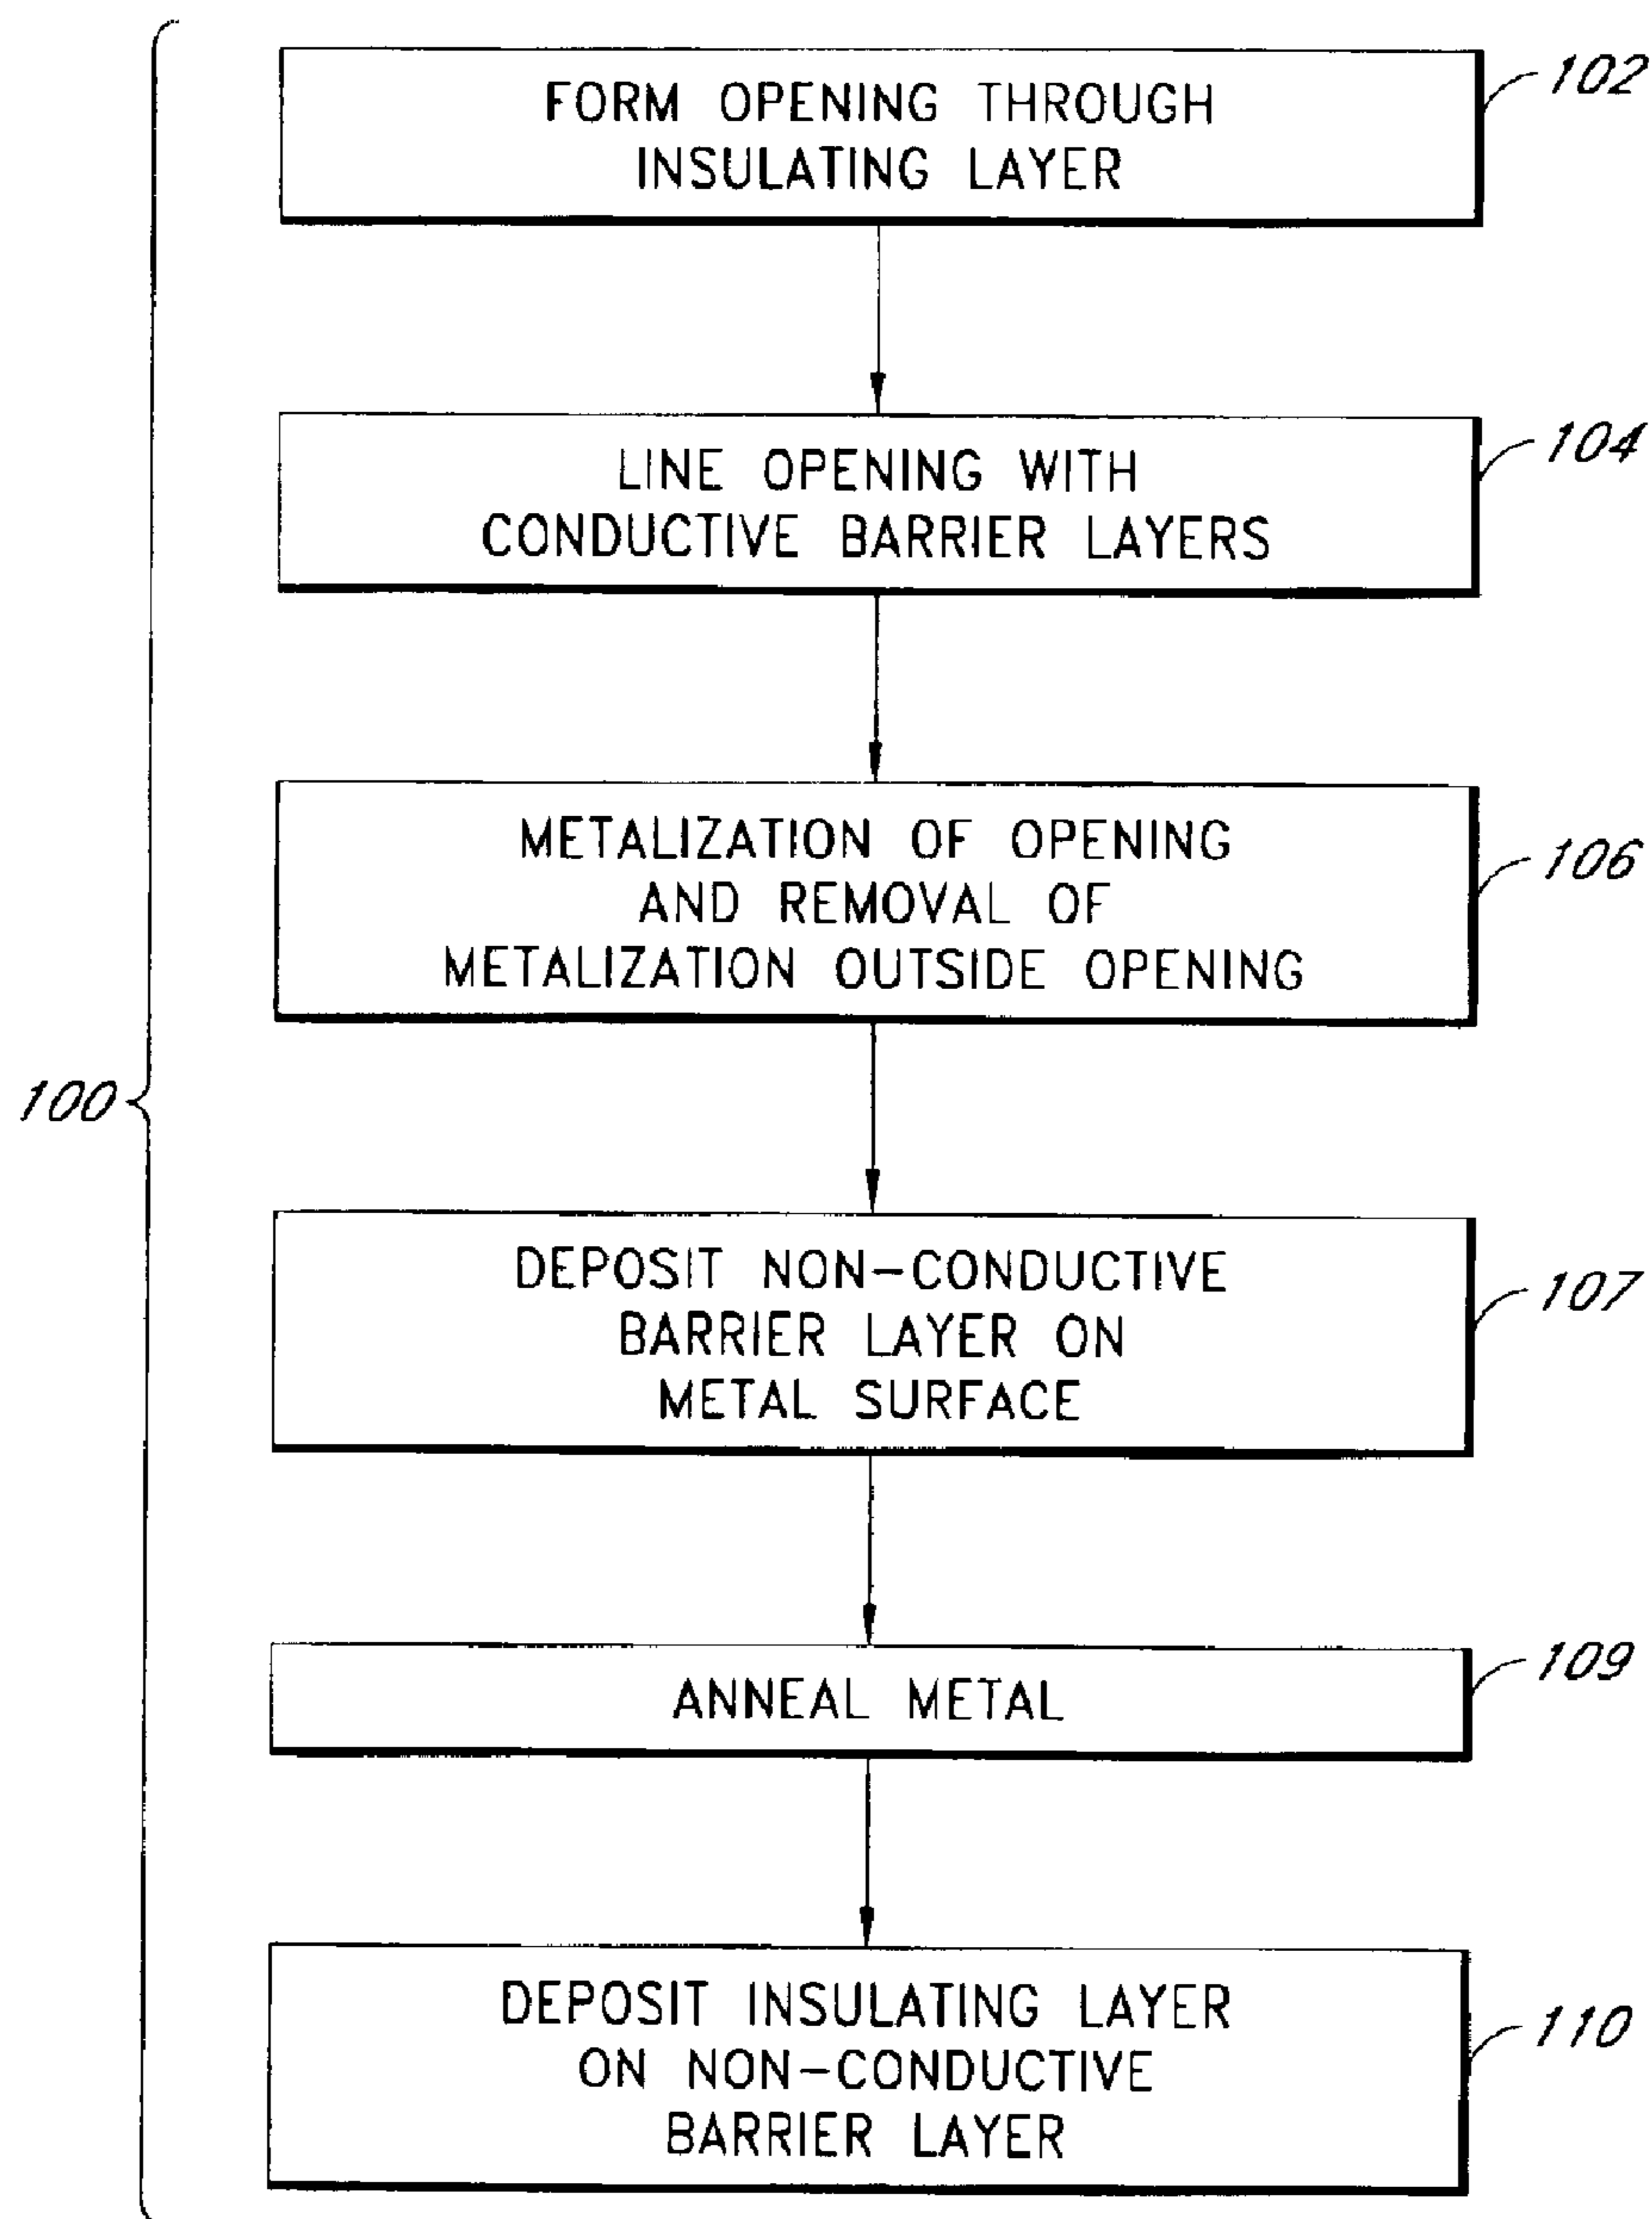 FORM OPENING THROUGH
INSULATING LAYER
102
LINE OPENING WITH
CONDUCTIVE BARRIER LAYERS
104
METALIZATION OF OPENING
AND REMOVAL OF
METALIZATION OUTSIDE OPENING
106
100
DEPOSIT NON-CONDUCTIVE
BARRIER LAYER ON
METAL SURFACE
107
ANNEAL METAL
109
DEPOSIT INSULATING LAYER
ON NON-CONDUCTIVE
BARRIER LAYER
110